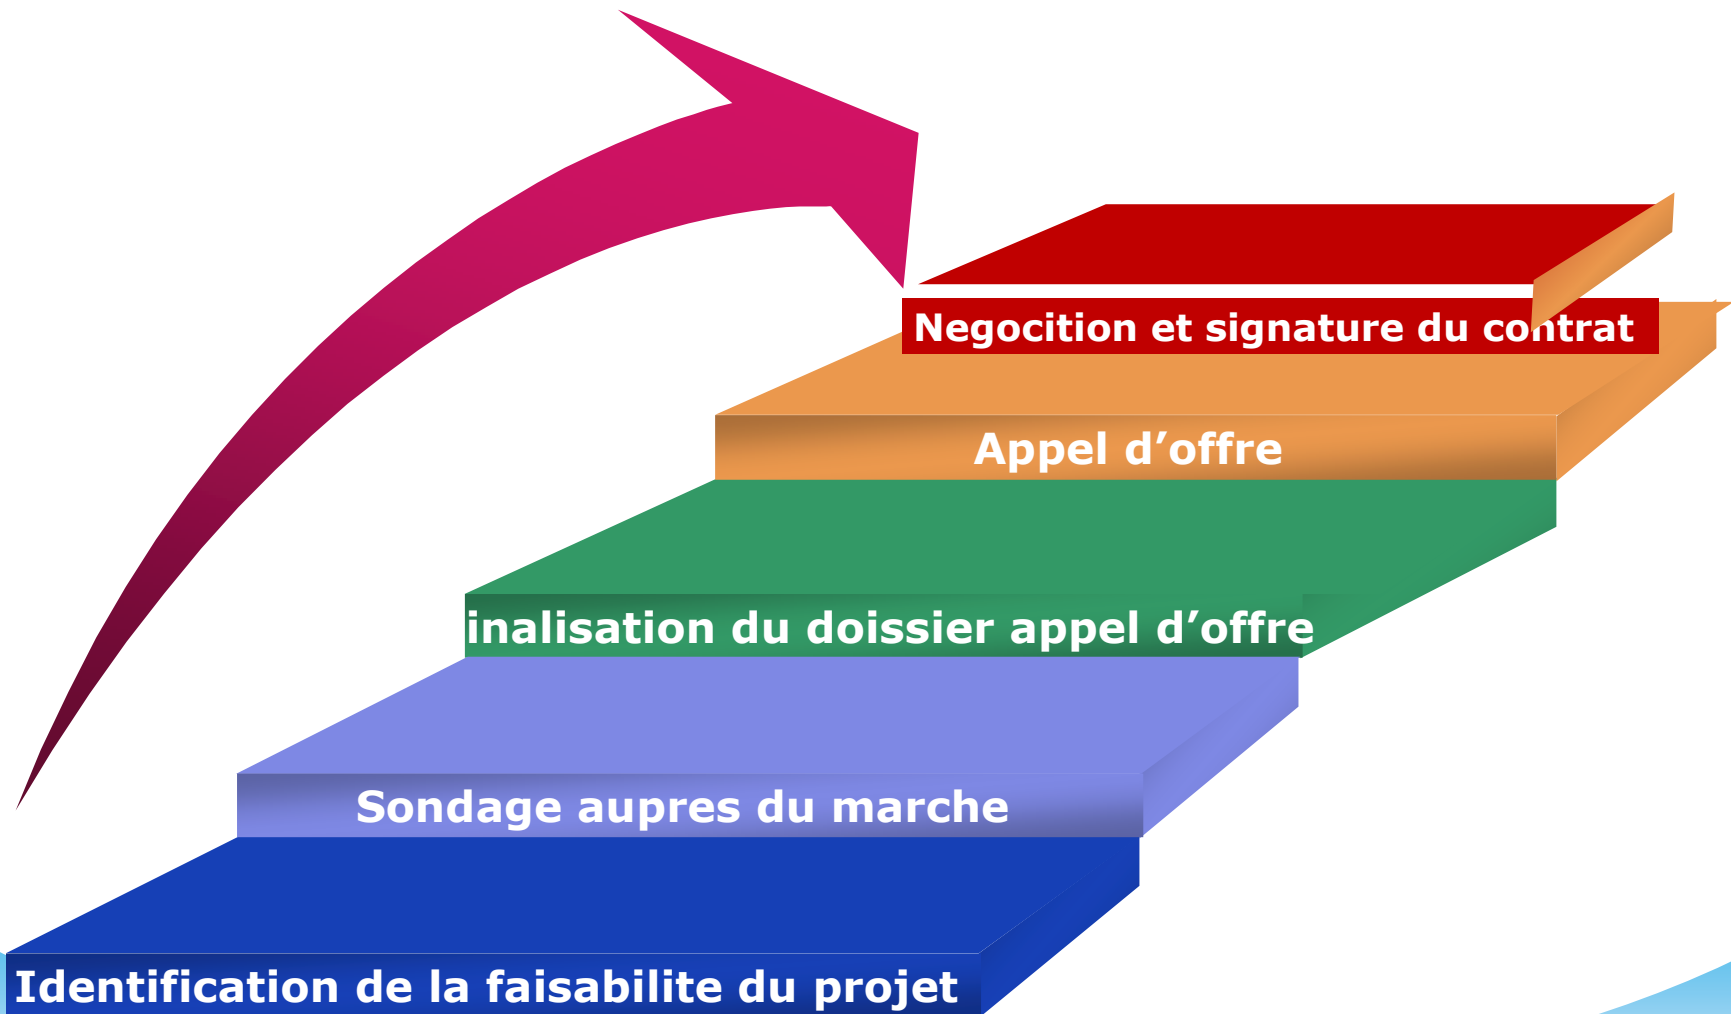 Negocition et signature du contrat
Appel d’offre
inalisation du doissier appel d’offre
Sondage aupres du marche
Identification de la faisabilite du projet